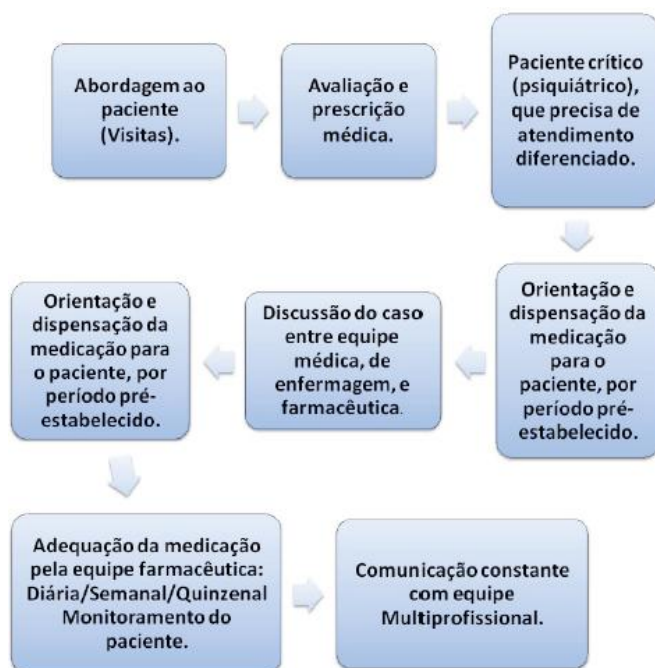 Abordagem ao
paciente
(Visitas).
Avaliação e
prescrição
médica.
Paciente crítico
(psiquiátrico),
que precisa de
atendimento
diferenciado.
Orientação e
dispensação da
medicação
para o
paciente, por
período pré-
estabelecido.
Discussão do caso
entre equipe
médica, de
enfermagem, e
farmacêutica.
Orientação e
dispensação da
medicação para
o paciente, por
período pré-
estabelecido.
Adequação da medicação
pela equipe farmacêutica:
Diária/Semanal/Quinzenal
Monitoramento do
paciente.
Comunicação constante
com equipe
Multiprofissional.